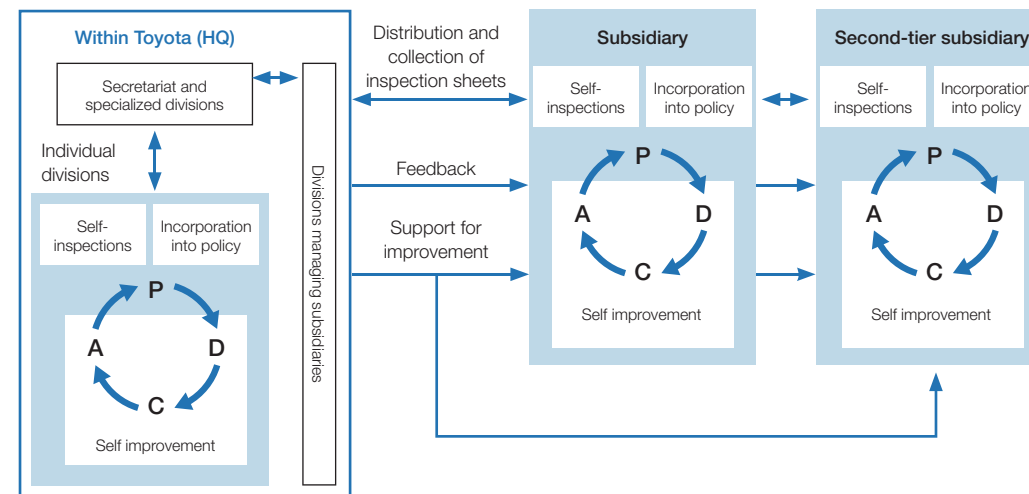 Within Toyota (HQ)
Secretariat and
specialized divisions
Individual
divisions
Self-
inspections
Incorporation
into policy
P
A
D
C
Self improvement
Divisions managing subsidiaries
Distribution and
collection of
inspection sheets
Feedback
Support for
improvement
Subsidiary
Self-
inspections
Incorporation
into policy
P
A
D
C
Self improvement
Second-tier subsidiary
Self-
inspections
Incorporation
into policy
P
A
D
C
Self improvement